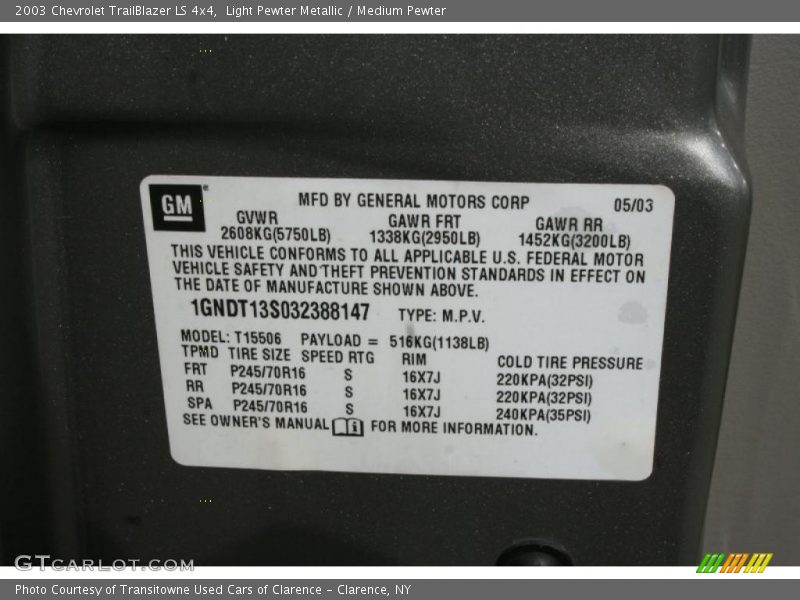 2003 Chevrolet TrailBlazer LS 4x4, Light Pewter Metallic / Medium Pewter
GM
MFD BY GENERAL MOTORS CORP 05/03
GVWR GAWR FRT GAWR RR
2608KG(5750LB) 1338KG(2950LB) 1452KG(3200LB)
THIS VEHICLE CONFORMS TO ALL APPLICABLE U.S. FEDERAL MOTOR
VEHICLE SAFETY AND THEFT PREVENTION STANDARDS IN EFFECT ON
THE DATE OF MANUFACTURE SHOWN ABOVE.
1GNDT13S032388147 TYPE: M.P.V.
MODEL: T15506 PAYLOAD = 516KG(1138LB)
TPMD TIRE SIZE SPEED RTG RIM COLD TIRE PRESSURE
FRT P245/70R16 S 16X7J 220KPA(32PSI)
RR P245/70R16 S 16X7J 220KPA(32PSI)
SPA P245/70R16 S 16X7J 240KPA(35PSI)
SEE OWNER'S MANUAL FOR MORE INFORMATION.
GTCARLOT.COM
Photo Courtesy of Transitowne Used Cars of Clarence – Clarence, NY